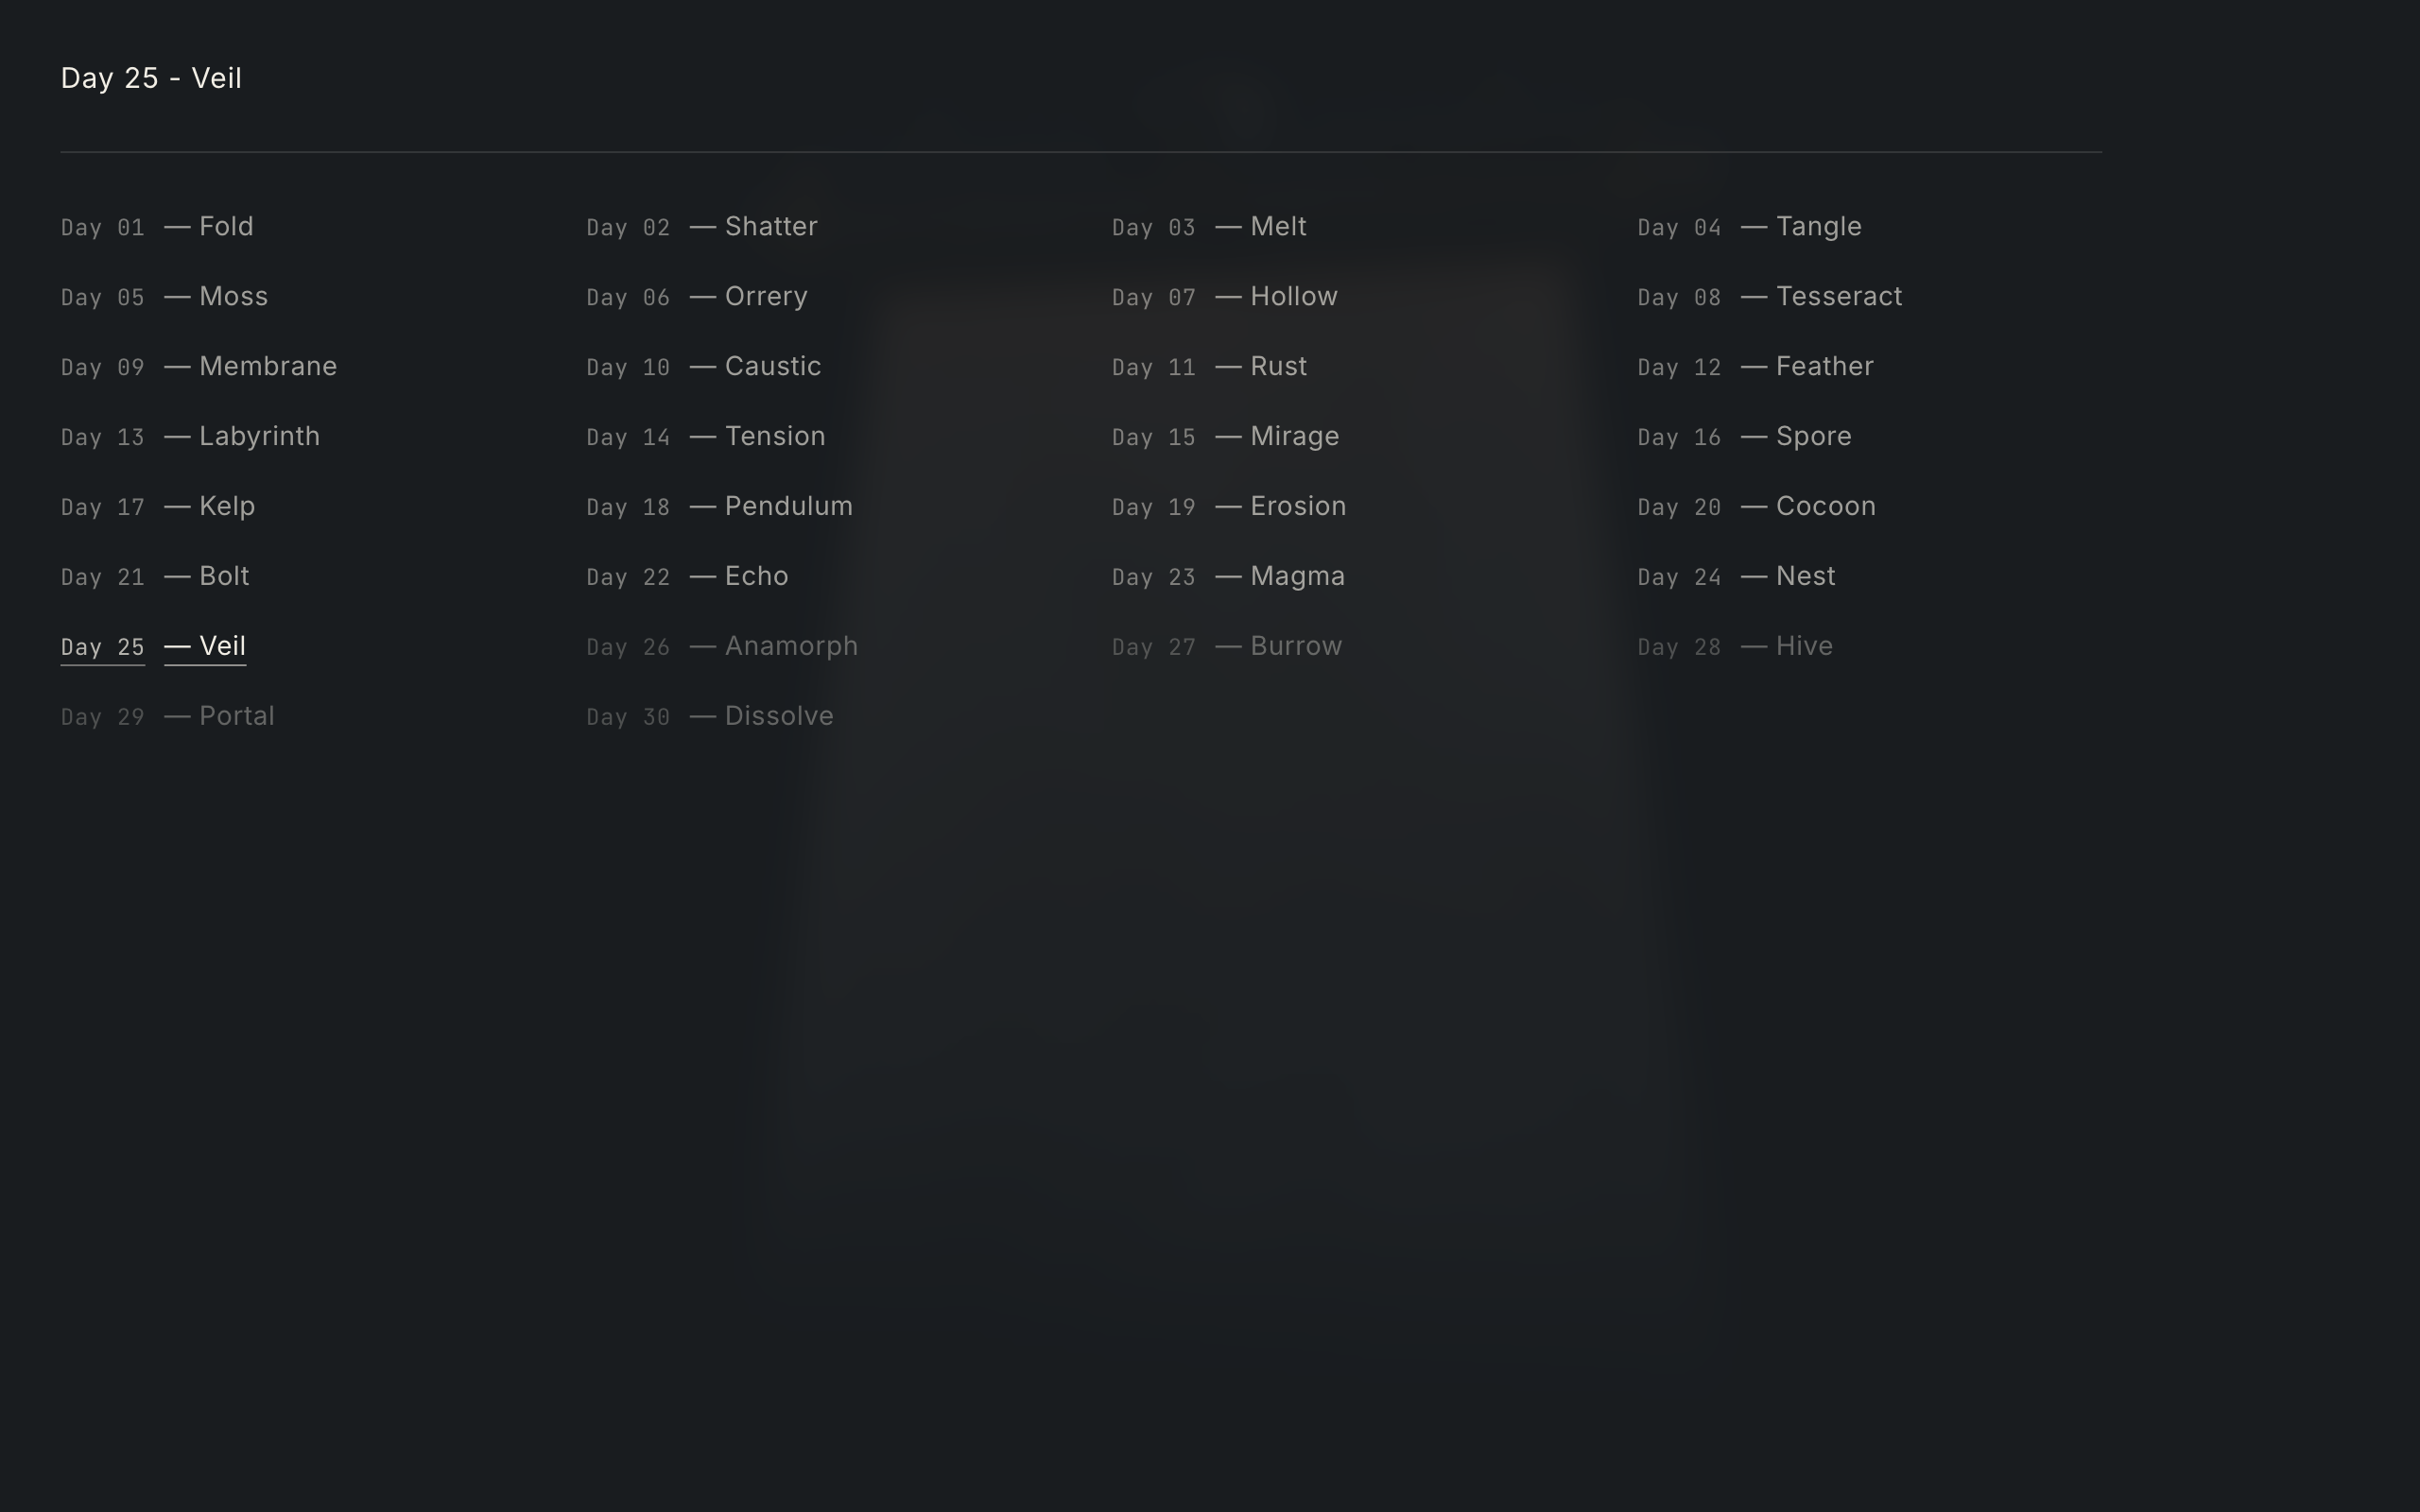 Day 25 - Veil
Day 01 — Fold
Day 02 — Shatter
Day 03 — Melt
Day 04 — Tangle
Day 05 — Moss
Day 06 — Orrery
Day 07 — Hollow
Day 08 — Tesseract
Day 09 — Membrane
Day 10 — Caustic
Day 11 — Rust
Day 12 — Feather
Day 13 — Labyrinth
Day 14 — Tension
Day 15 — Mirage
Day 16 — Spore
Day 17 — Kelp
Day 18 — Pendulum
Day 19 — Erosion
Day 20 — Cocoon
Day 21 — Bolt
Day 22 — Echo
Day 23 — Magma
Day 24 — Nest
Day 25 — Veil
Day 26 — Anamorph
Day 27 — Burrow
Day 28 — Hive
Day 29 — Portal
Day 30 — Dissolve